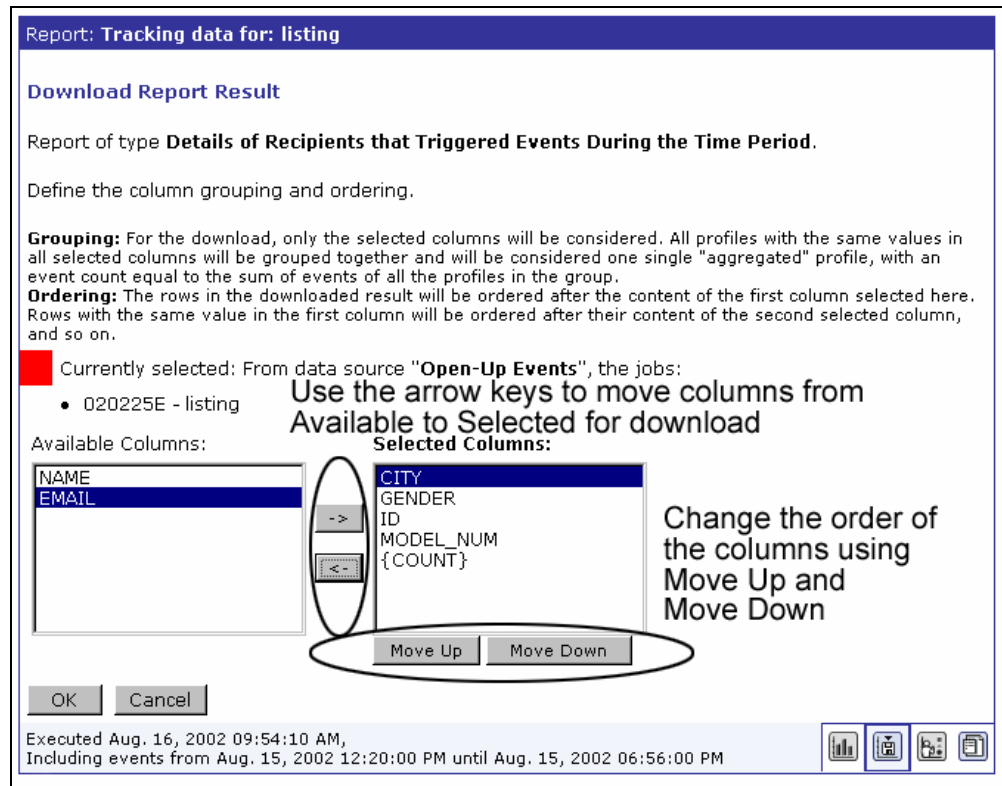 Report: Tracking data for: listing
Download Report Result
Report of type Details of Recipients that Triggered Events During the Time Period.
Define the column grouping and ordering.
Grouping: For the download, only the selected columns will be considered. All profiles with the same values in
all selected columns will be grouped together and will be considered one single "aggregated" profile, with an
event count equal to the sum of events of all the profiles in the group.
Ordering: The rows in the downloaded result will be ordered after the content of the first column selected here.
Rows with the same value in the first column will be ordered after their content of the second selected column,
and so on.
Currently selected: From data source "Open-Up Events", the jobs:
• 020225E - listing
Use the arrow keys to move columns from
Available to Selected for download
Available Columns:
NAME
EMAIL
->
<-
Selected Columns:
CITY
GENDER
ID
MODEL_NUM
{COUNT}
Change the order of
the columns using
Move Up and
Move Down
Move Up
Move Down
OK
Cancel
Executed Aug. 16, 2002 09:54:10 AM,
Including events from Aug. 15, 2002 12:20:00 PM until Aug. 15, 2002 06:56:00 PM